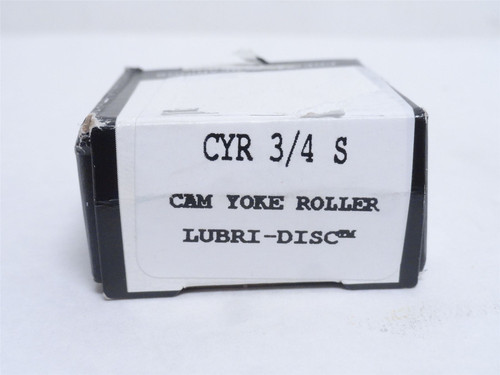 CYR 3/4 S
CAM YOKE ROLLER
LUBRI-DISC™